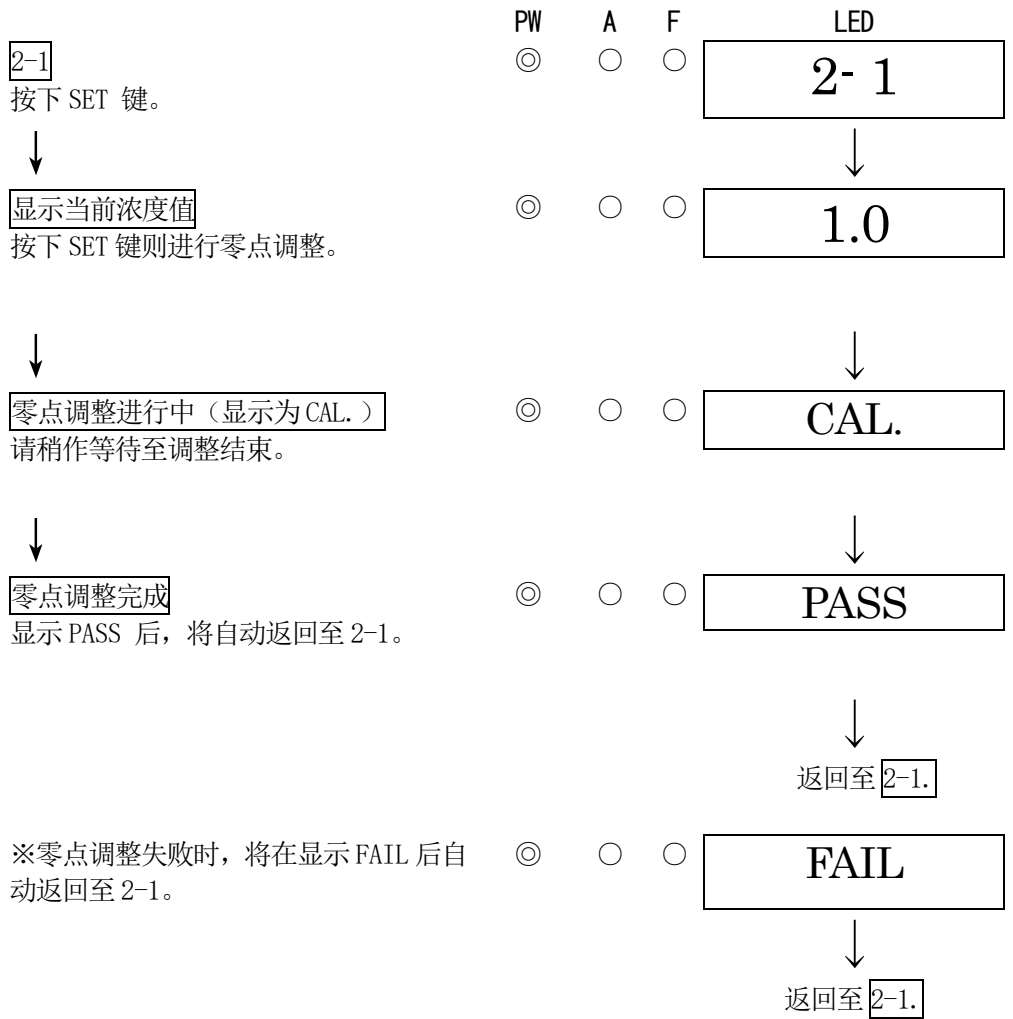 PW A F LED
2-1 ◎ ○ ○ 2- 1
按下 SET 键。
↓ ↓
显示当前浓度值 ◎ ○ ○ 1.0
按下 SET 键则进行零点调整。
↓ ↓
零点调整进行中（显示为 CAL.） ◎ ○ ○ CAL.
请稍作等待至调整结束。
↓ ↓
零点调整完成 ◎ ○ ○ PASS
显示 PASS 后，将自动返回至 2-1。
↓
返回至 2-1.
※零点调整失败时，将在显示 FAIL 后自 ◎ ○ ○ FAIL
动返回至 2-1。
↓
返回至 2-1.